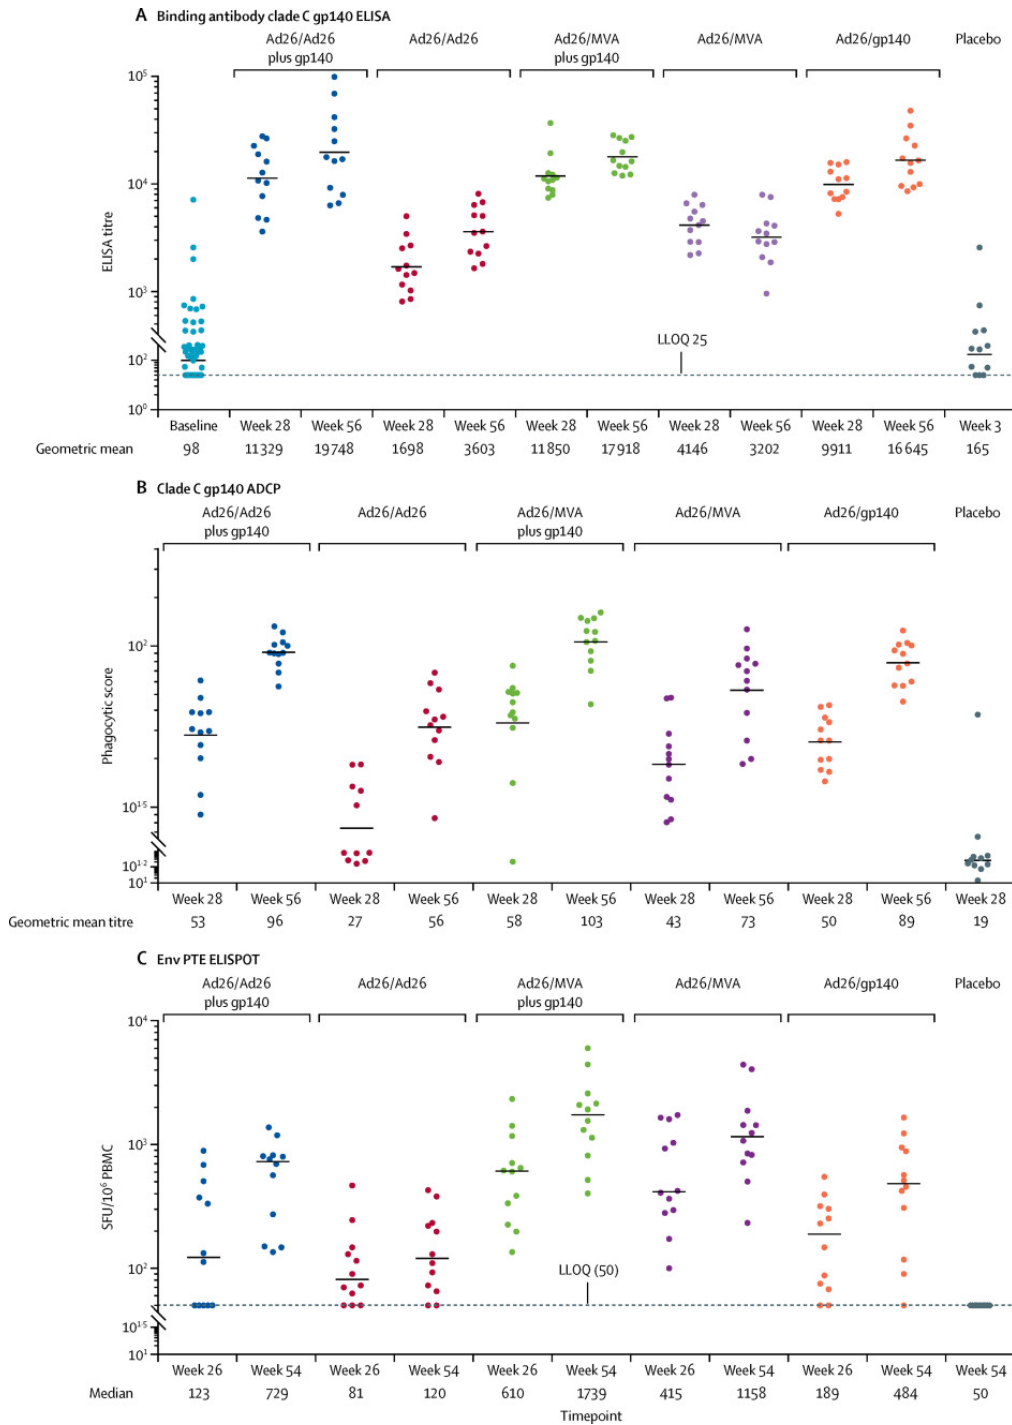 A Binding antibody clade C gp140 ELISA
Ad26/Ad26 plus gp140
Ad26/Ad26
Ad26/MVA plus gp140
Ad26/MVA
Ad26/gp140
Placebo
ELISA titre
10⁵
10⁴
10³
10²
10⁰
LLOQ 25
Baseline Week 28 Week 56 Week 28 Week 56 Week 28 Week 56 Week 28 Week 56 Week 28 Week 56 Week 3
Geometric mean 98 11329 19748 1698 3603 11850 17918 4146 3202 9911 16645 165
B Clade C gp140 ADCP
Ad26/Ad26 plus gp140
Ad26/Ad26
Ad26/MVA plus gp140
Ad26/MVA
Ad26/gp140
Placebo
Phagocytic score
10²
10¹·⁵
10¹·²
10¹
Week 28 Week 56 Week 28 Week 56 Week 28 Week 56 Week 28 Week 56 Week 28 Week 56 Week 28
Geometric mean titre 53 96 27 56 58 103 43 73 50 89 19
C Env PTE ELISPOT
Ad26/Ad26 plus gp140
Ad26/Ad26
Ad26/MVA plus gp140
Ad26/MVA
Ad26/gp140
Placebo
SFU/10⁶ PBMC
10⁴
10³
10²
10¹·⁵
10¹
LLOQ (50)
Week 26 Week 54 Week 26 Week 54 Week 26 Week 54 Week 26 Week 54 Week 26 Week 54 Week 54
Median 123 729 81 120 610 1739 415 1158 189 484 50
Timepoint